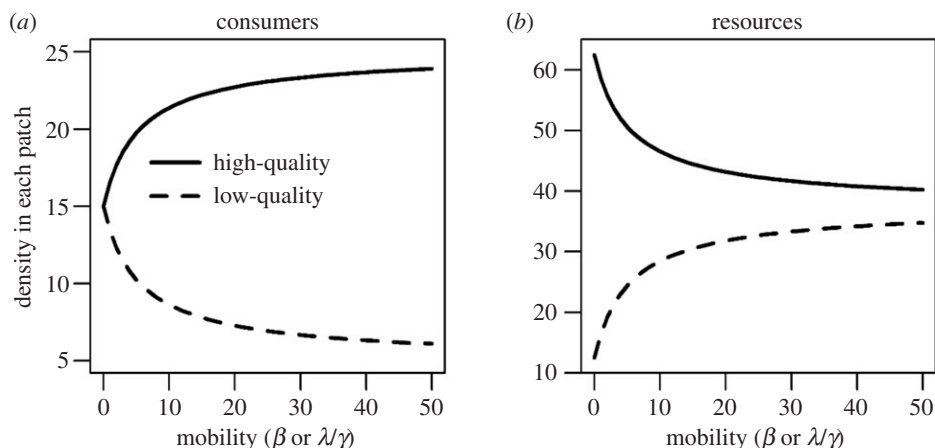 (a) consumers
25
20
15
10
5
density in each patch
high-quality
low-quality
0 10 20 30 40 50
mobility (β or λ/γ)
(b) resources
60
50
40
30
20
10
0 10 20 30 40 50
mobility (β or λ/γ)